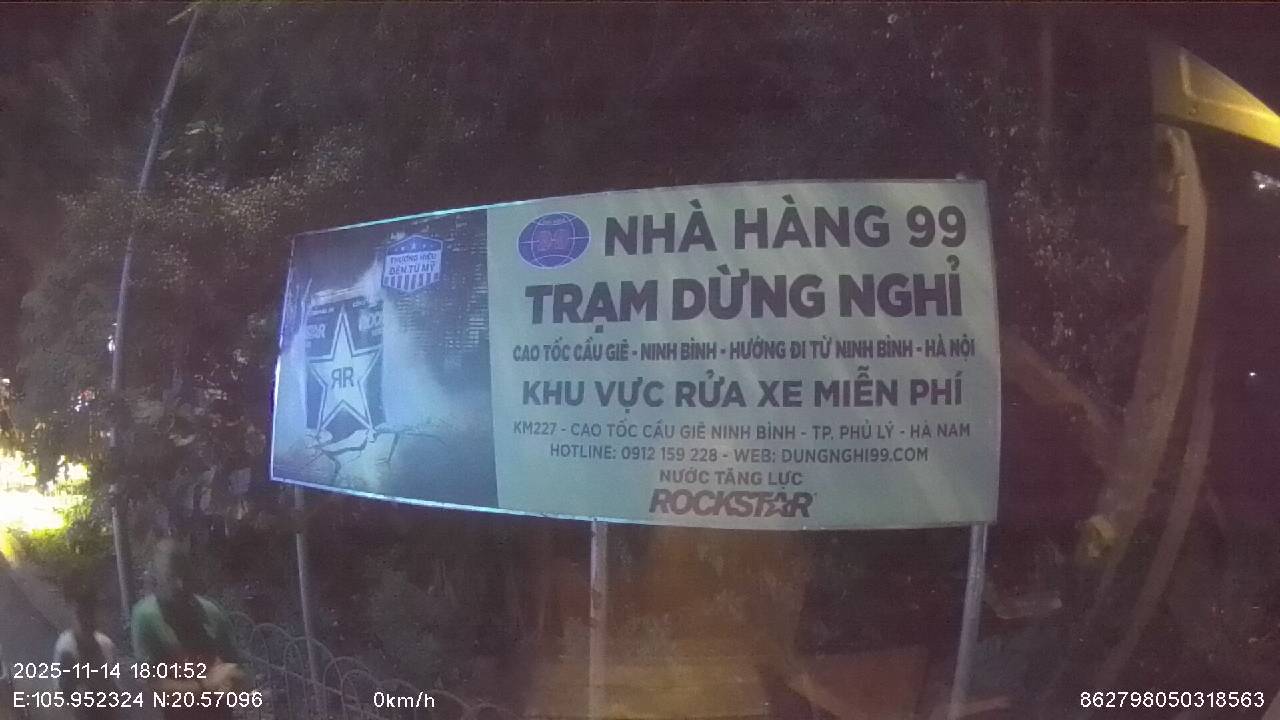 THƯƠNG HIỆU
ĐẾN TỪ MỸ
NHÀ HÀNG 99
TRẠM DỪNG NGHỈ
CAO TỐC CẦU GIẼ - NINH BÌNH - HƯỚNG ĐI TỪ NINH BÌNH - HÀ NỘI
KHU VỰC RỬA XE MIỄN PHÍ
KM227 - CAO TỐC CẦU GIẼ NINH BÌNH - TP. PHỦ LÝ - HÀ NAM
HOTLINE: 0912 159 228 - WEB: DUNGNGHI99.COM
NƯỚC TĂNG LỰC
ROCKSTAR
2025-11-14 18:01:52
E:105.952324 N:20.57096
0km/h
862798050318563